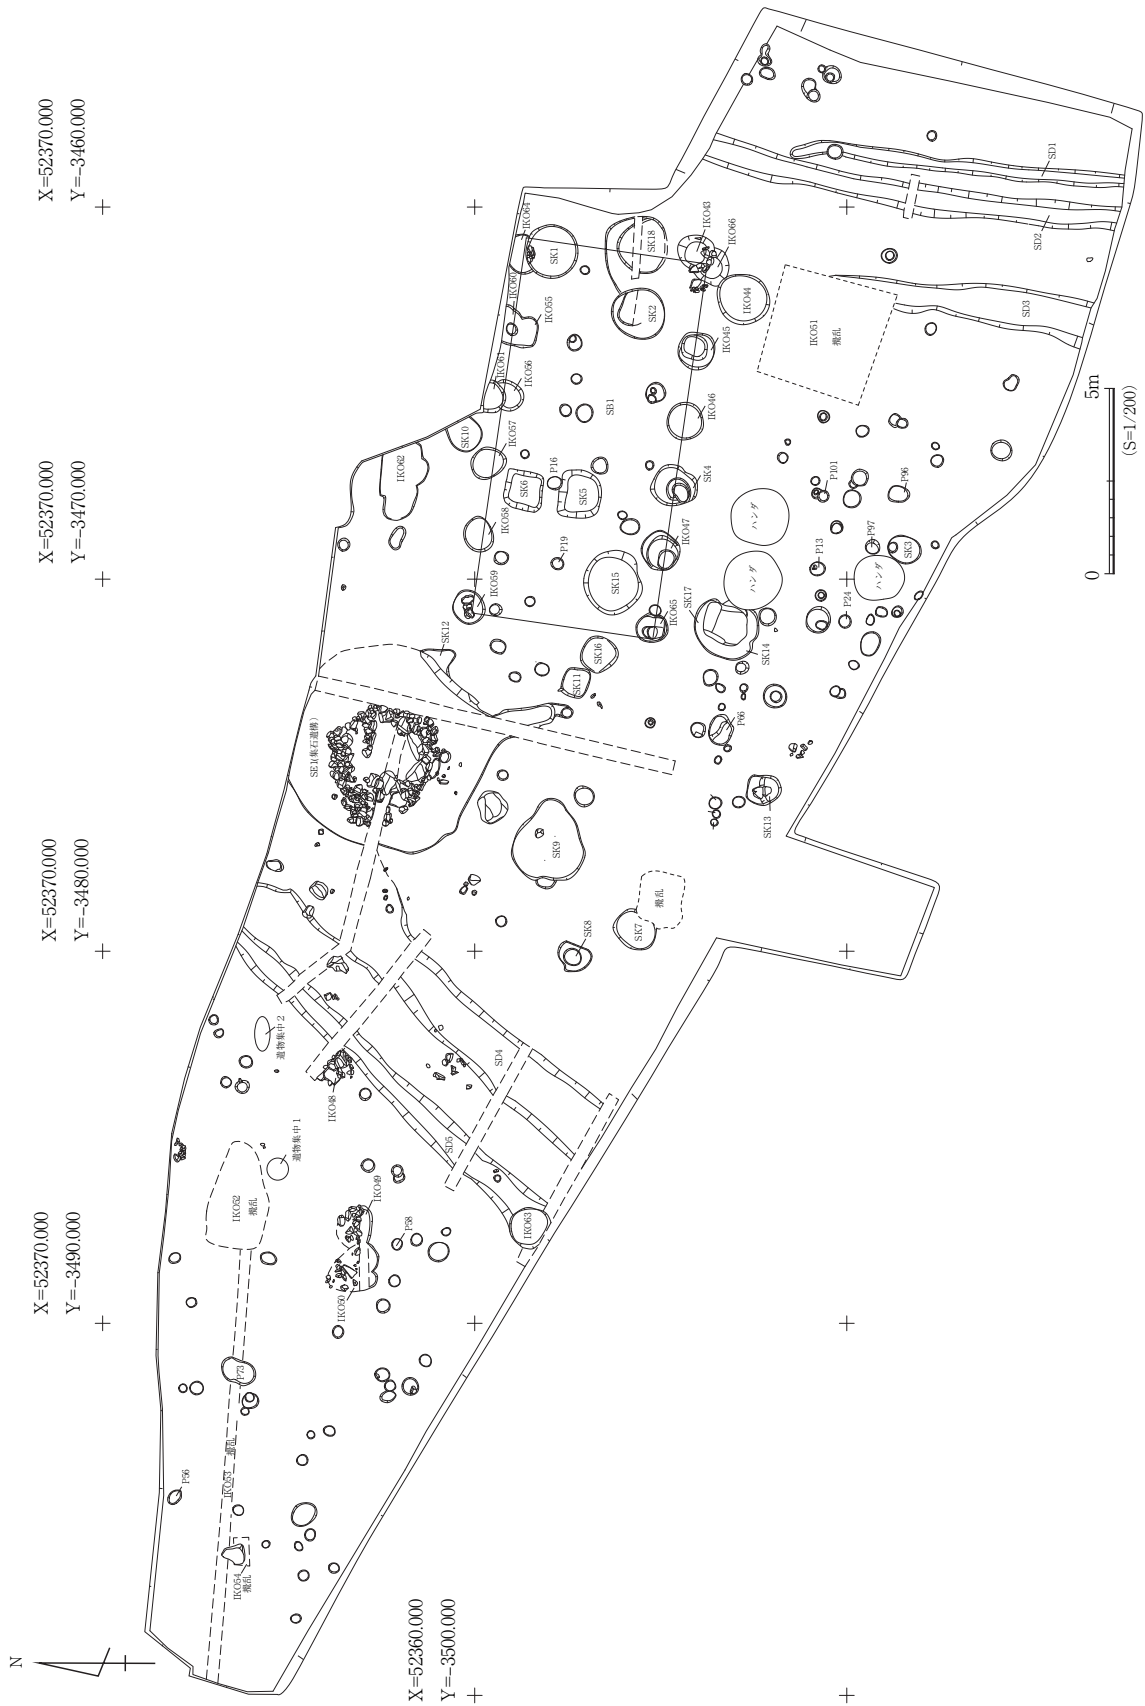 X=52370.000
Y=-3460.000
X=52370.000
Y=-3470.000
X=52370.000
Y=-3480.000
X=52370.000
Y=-3490.000
X=52360.000
Y=-3500.000
N
IKO64
SK1
IKO60
IKO55
IKO61
IKO56
SK10
IKO57
IKO62
IKO58
IKO59
SK18
SK2
IKO43
IKO66
IKO44
IKO45
IKO46
SB1
SK4
SK6
P16
SK5
P19
IKO47
SK15
IKO65
SK17
SK14
SK16
SK11
SK12
SD1
SD2
SD3
IKO51
攪乱
ハンダ
ハンダ
ハンダ
P101
P96
P13
P97
SK3
P24
P66
SK13
SE1(集石遺構)
SK9
SK8
SK7
攪乱
遺物集中2
IKO48
SD4
SD5
遺物集中1
IKO52
攪乱
IKO49
IKO50
P58
IKO63
P73
IKO53 攪乱
P56
IKO54
攪乱
0
5m
(S=1/200)